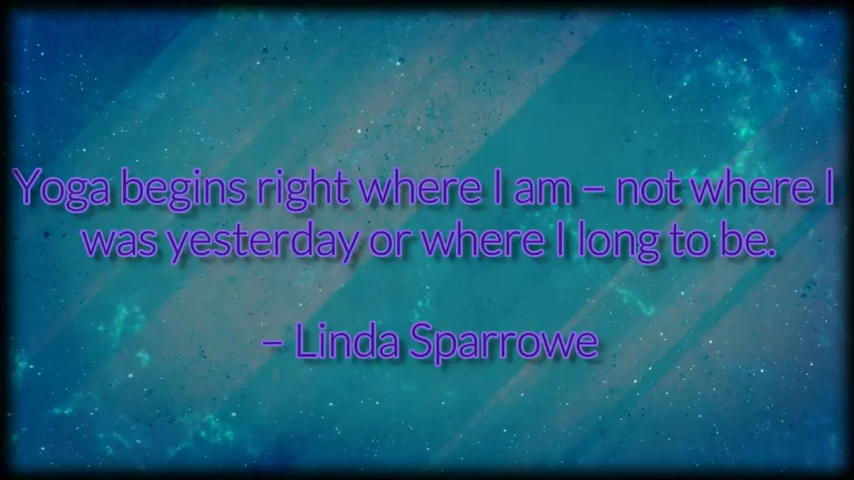 Yoga begins right where I am – not where I
was yesterday or where I long to be.
– Linda Sparrowe